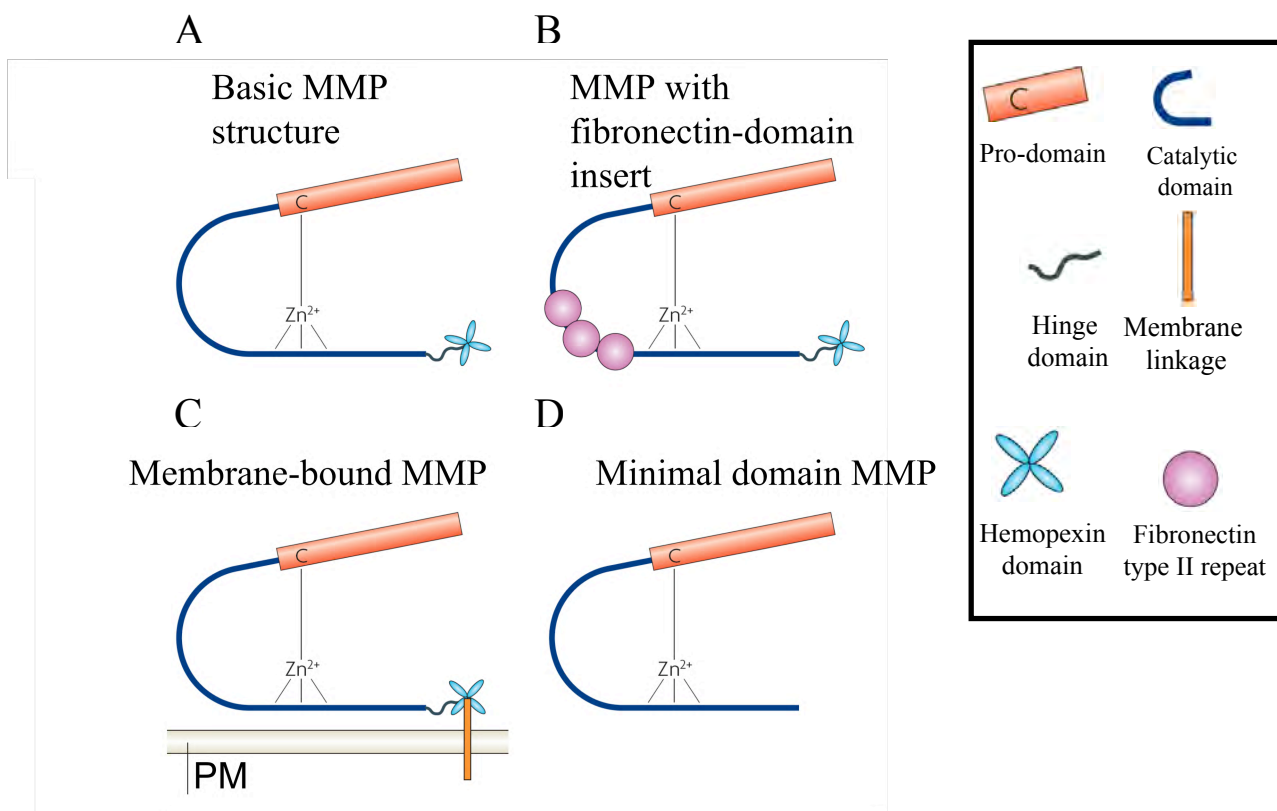 A
Basic MMP
structure
C
Zn2+
B
MMP with
fibronectin-domain
insert
C
Zn2+
C
Membrane-bound MMP
C
Zn2+
PM
D
Minimal domain MMP
C
Zn2+
C
Pro-domain
Catalytic
domain
Hinge
domain
Membrane
linkage
Hemopexin
domain
Fibronectin
type II repeat